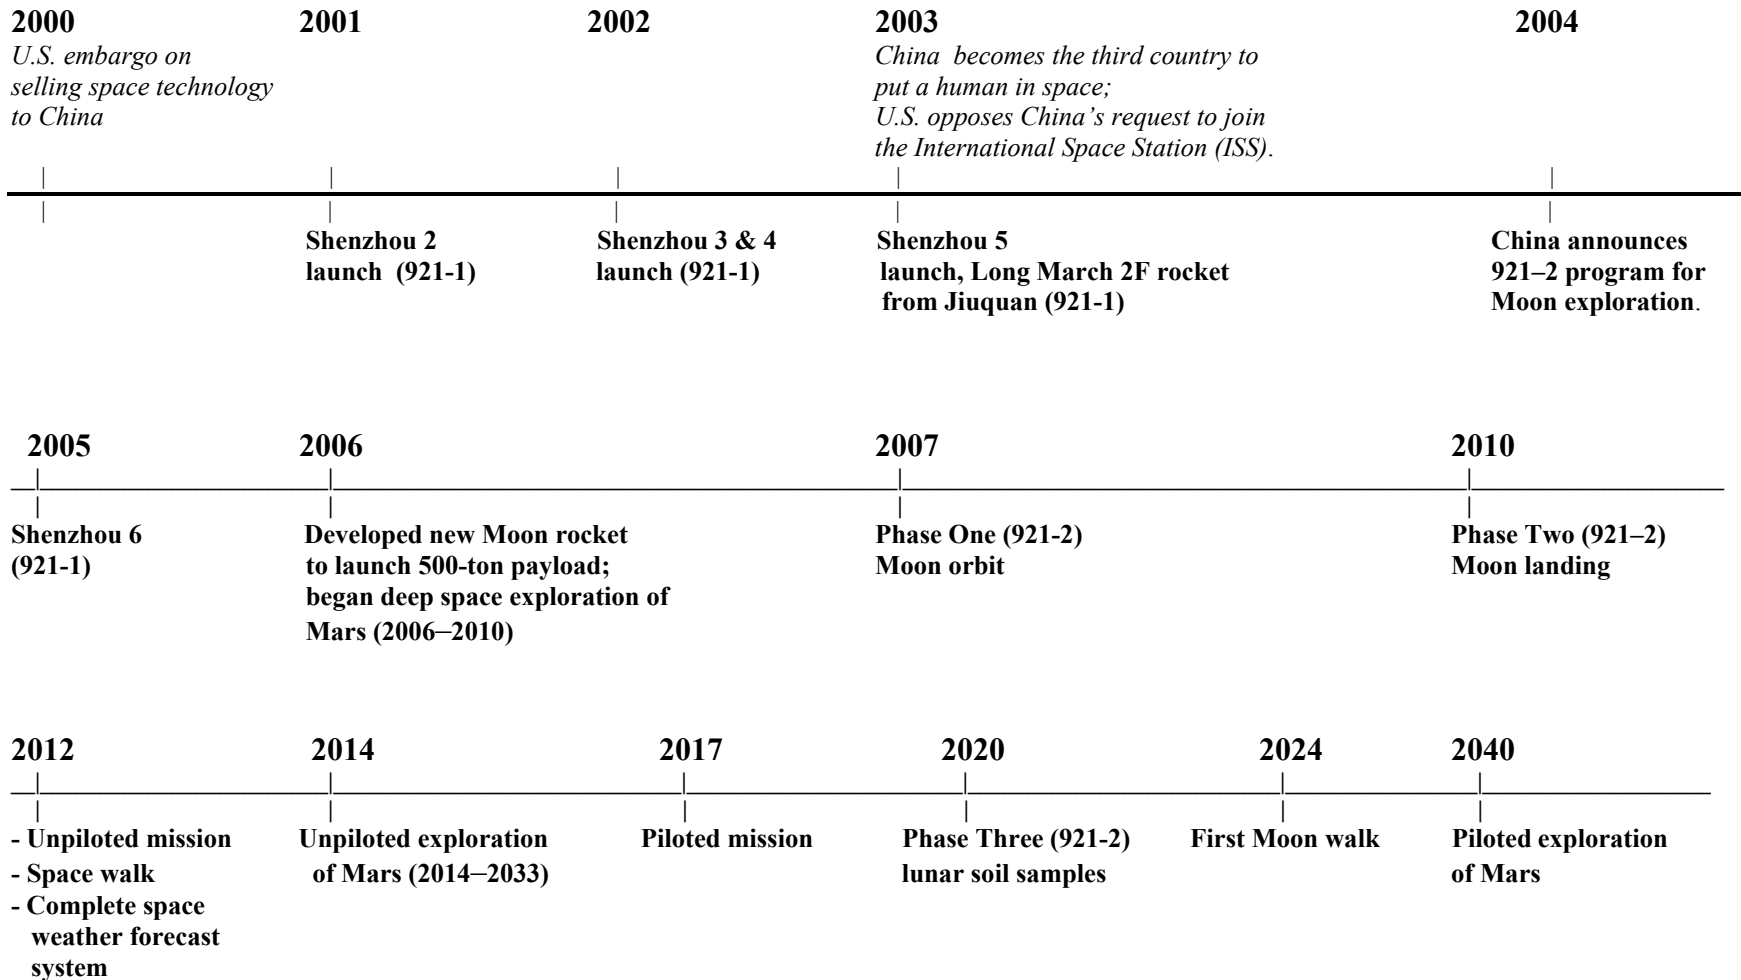 2000
U.S. embargo on
selling space technology
to China
2001
2002
2003
China becomes the third country to
put a human in space;
U.S. opposes China’s request to join
the International Space Station (ISS).
2004
Shenzhou 2
launch (921-1)
Shenzhou 3 & 4
launch (921-1)
Shenzhou 5
launch, Long March 2F rocket
from Jiuquan (921-1)
China announces
921–2 program for
Moon exploration.
2005
2006
2007
2010
Shenzhou 6
(921-1)
Developed new Moon rocket
to launch 500-ton payload;
began deep space exploration of
Mars (2006–2010)
Phase One (921-2)
Moon orbit
Phase Two (921–2)
Moon landing
2012
2014
2017
2020
2024
2040
- Unpiloted mission
- Space walk
- Complete space
weather forecast
system
Unpiloted exploration
of Mars (2014–2033)
Piloted mission
Phase Three (921-2)
lunar soil samples
First Moon walk
Piloted exploration
of Mars